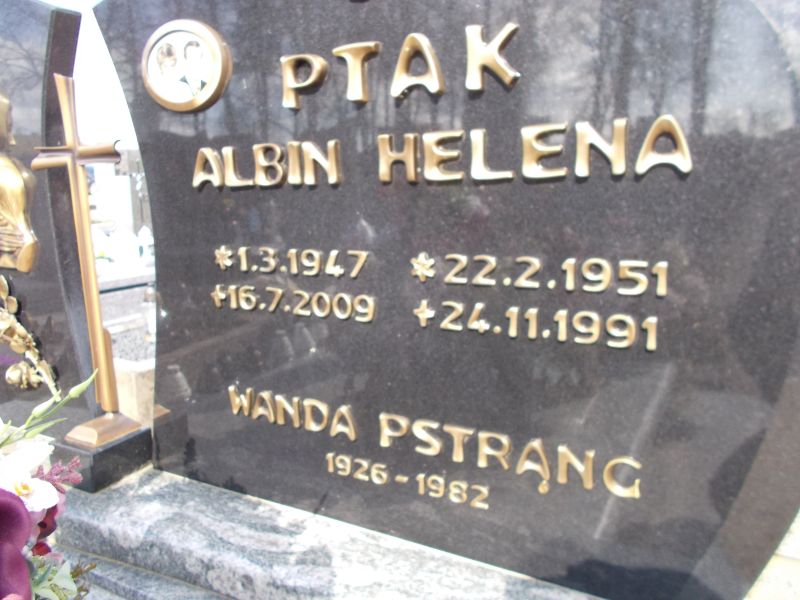 PTAK
ALBIN HELENA
*1.3.1947 *22.2.1951
+16.7.2009 +24.11.1991
WANDA PSTRĄNG
1926-1982